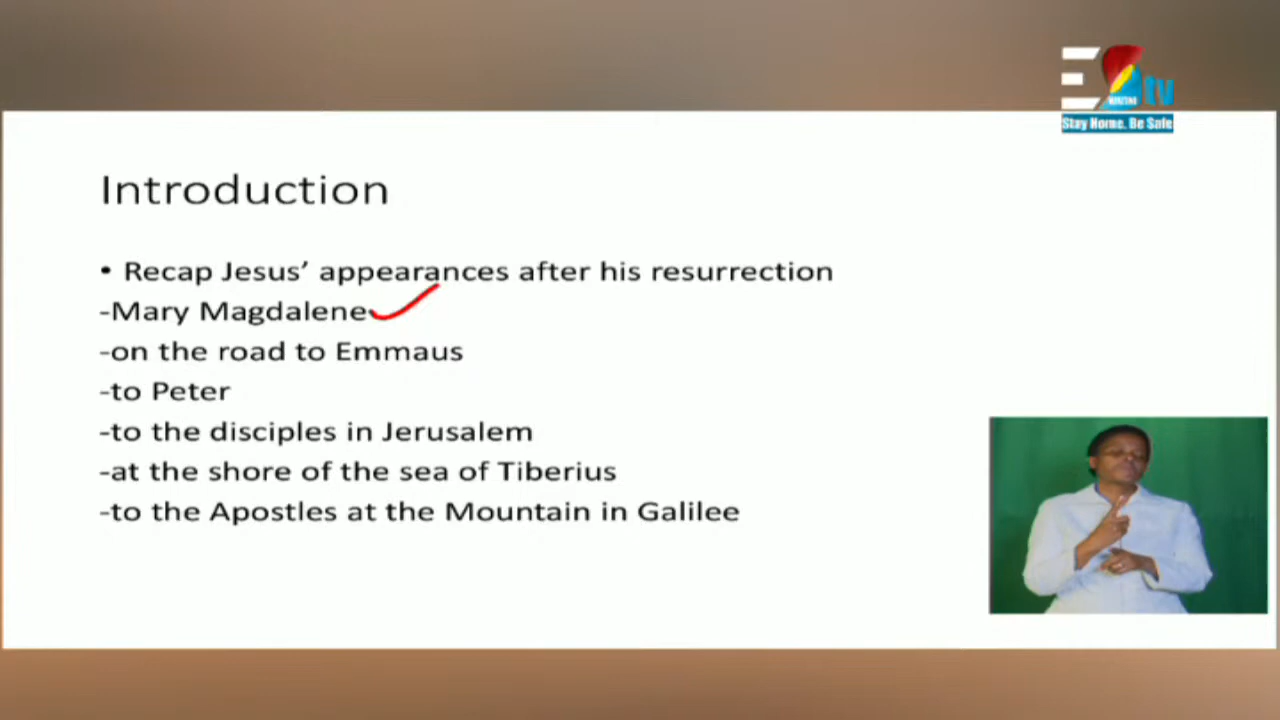 tv
Stay Home. Be Safe
Introduction
• Recap Jesus’ appearances after his resurrection
-Mary Magdalene
-on the road to Emmaus
-to Peter
-to the disciples in Jerusalem
-at the shore of the sea of Tiberius
-to the Apostles at the Mountain in Galilee